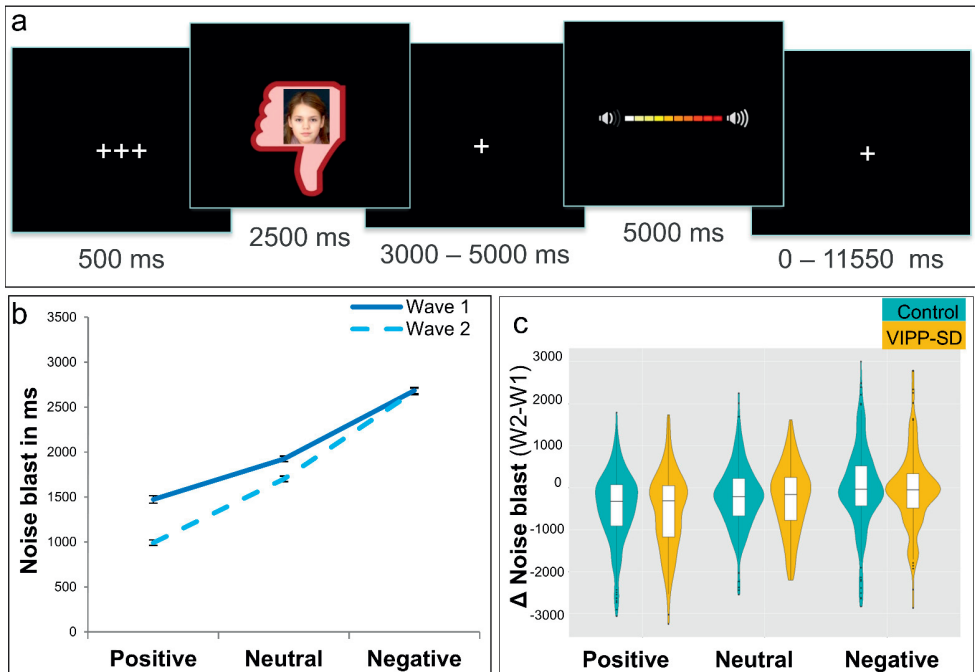 a
+++
+
+
500 ms
2500 ms
3000 – 5000 ms
5000 ms
0 – 11550 ms
b
Wave 1
Wave 2
Noise blast in ms
3500
3000
2500
2000
1500
1000
500
0
Positive
Neutral
Negative
c
Control
VIPP-SD
Δ Noise blast (W2-W1)
3000
2000
1000
0
-1000
-2000
-3000
Positive
Neutral
Negative